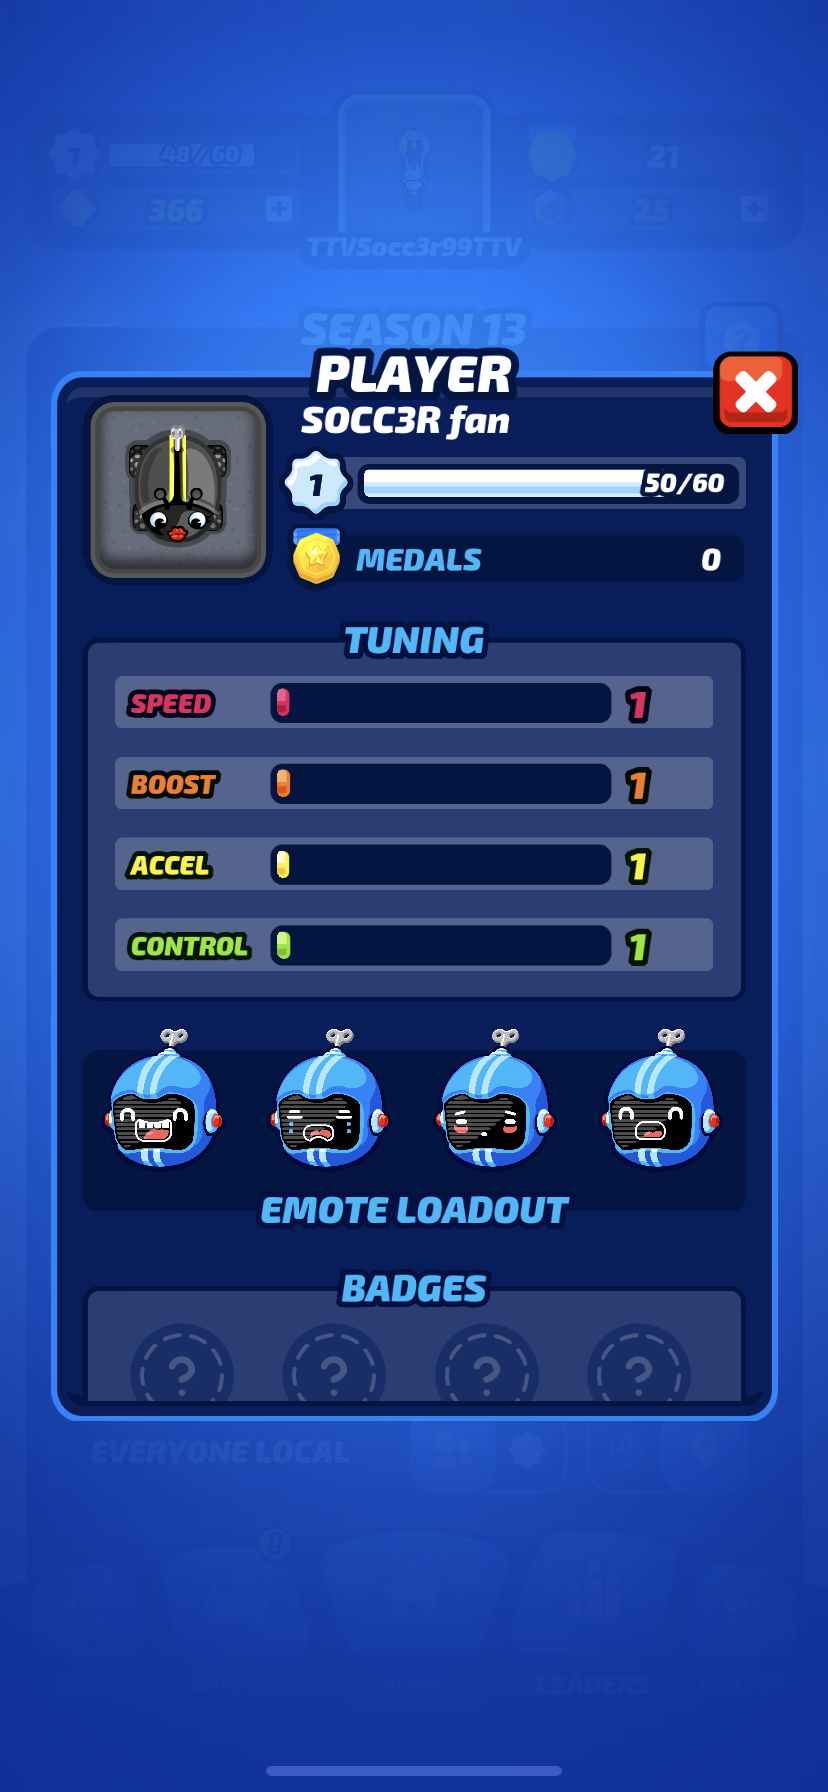 1
48/60
21
366
25
TTVSocc3r99TTV
SEASON 13
PLAYER
SOCC3R fan
1
50/60
MEDALS
0
TUNING
SPEED
1
BOOST
1
ACCEL
1
CONTROL
1
EMOTE LOADOUT
BADGES
? ? ? ?
EVERYONE LOCAL
LEADERS